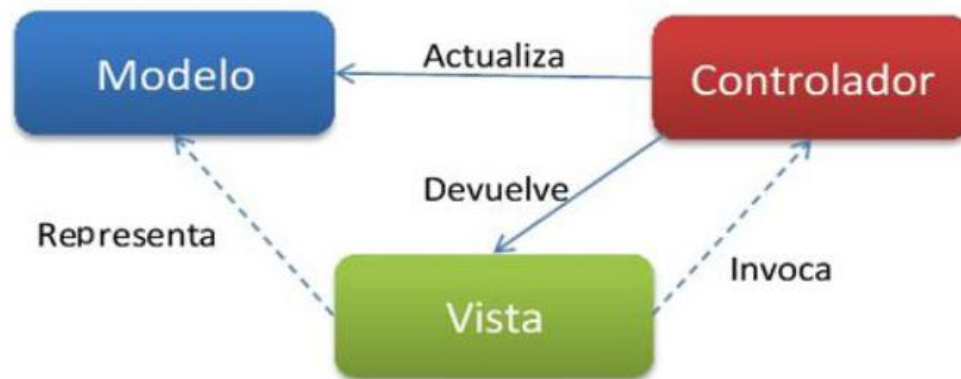 Modelo
Actualiza
Controlador
Devuelve
Representa
Invoca
Vista